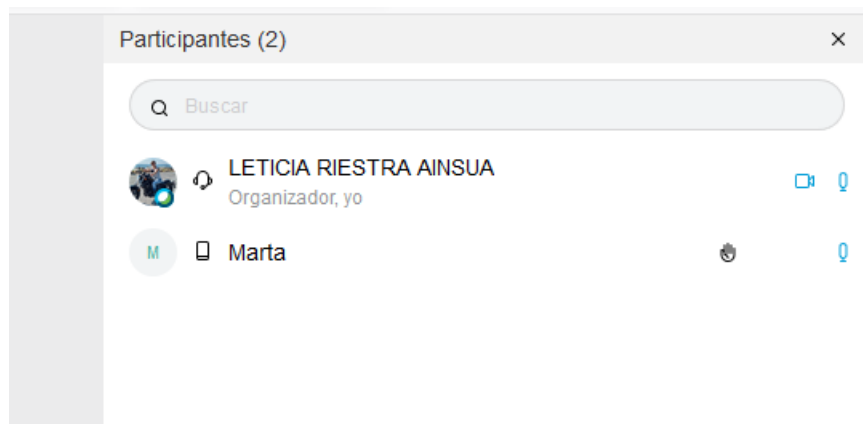 Participantes (2)
Buscar
LETICIA RIESTRA AINSUA
Organizador, yo
M
Marta